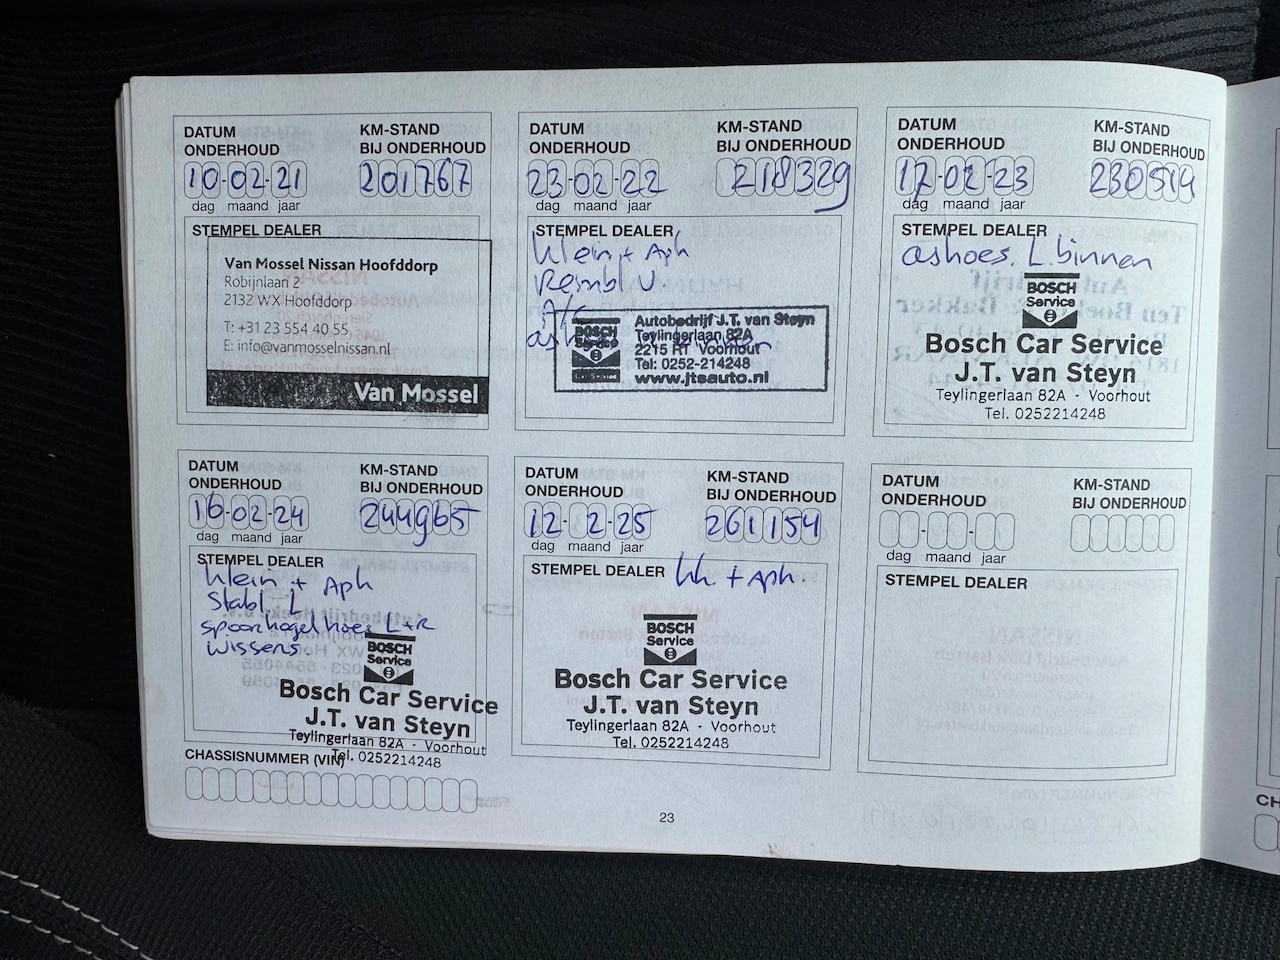 DATUM ONDERHOUD
KM-STAND BIJ ONDERHOUD
10-02-21
201767
dag maand jaar
STEMPEL DEALER
Van Mossel Nissan Hoofddorp
Robijnlaan 2
2132 WX Hoofddorp
T: +31 23 554 40 55
E: info@vanmosselnissan.nl
Van Mossel
DATUM ONDERHOUD
KM-STAND BIJ ONDERHOUD
23-02-22
218329
dag maand jaar
STEMPEL DEALER
klein + Aph
Rembl V
A/C
BOSCH Service
Autobedrijf J.T. van Steyn
Teylingerlaan 82A
2215 RT Voorhout
Tel: 0252-214248
www.jtsauto.nl
DATUM ONDERHOUD
KM-STAND BIJ ONDERHOUD
17-02-23
230514
dag maand jaar
STEMPEL DEALER
ashoes. L. binnen
BOSCH
Service
Bosch Car Service
J.T. van Steyn
Teylingerlaan 82A - Voorhout
Tel. 0252214248
DATUM ONDERHOUD
KM-STAND BIJ ONDERHOUD
16-02-24
244965
dag maand jaar
STEMPEL DEALER
klein + Aph
Stabl. L
spoorkogel hoes L+R
wissers.
BOSCH
Service
Bosch Car Service
J.T. van Steyn
Teylingerlaan 82A - Voorhout
Tel. 0252214248
DATUM ONDERHOUD
KM-STAND BIJ ONDERHOUD
12-2-25
261154
dag maand jaar
STEMPEL DEALER
kl. + Aph.
BOSCH
Service
Bosch Car Service
J.T. van Steyn
Teylingerlaan 82A - Voorhout
Tel. 0252214248
DATUM ONDERHOUD
KM-STAND BIJ ONDERHOUD
dag maand jaar
STEMPEL DEALER
CHASSISNUMMER (VIN)
23
CH